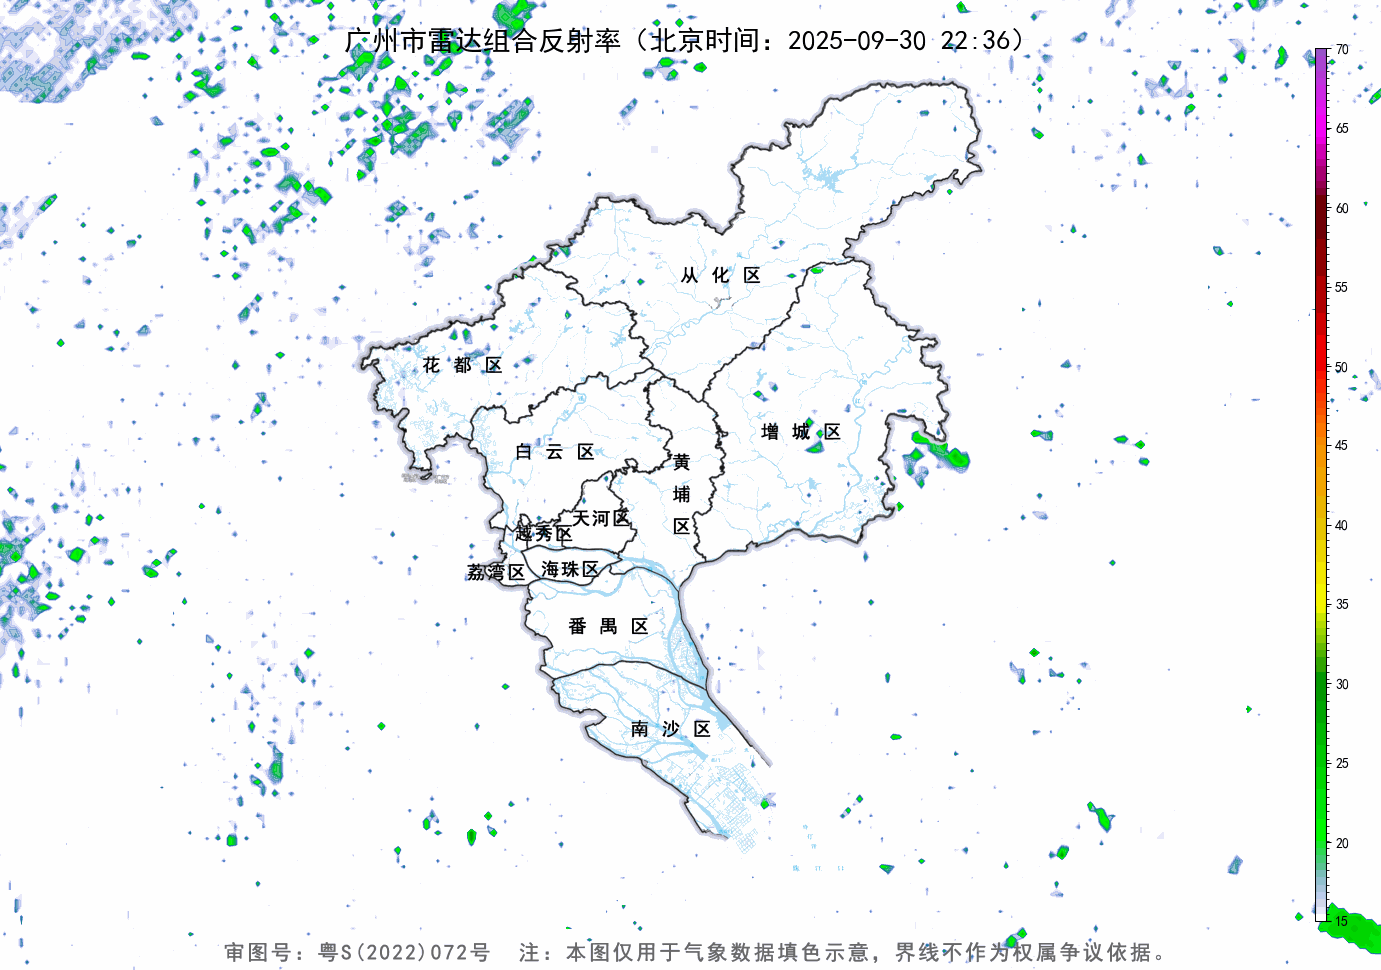 广州市雷达组合反射率（北京时间：2025-09-30 22:36）
70
65
60
55
50
45
40
35
30
25
20
15
从化区
花都区
增城区
白云区
黄埔区
天河区
越秀区
荔湾区
海珠区
番禺区
南沙区
审图号：粤S(2022)072号 注：本图仅用于气象数据填色示意，界线不作为权属争议依据。